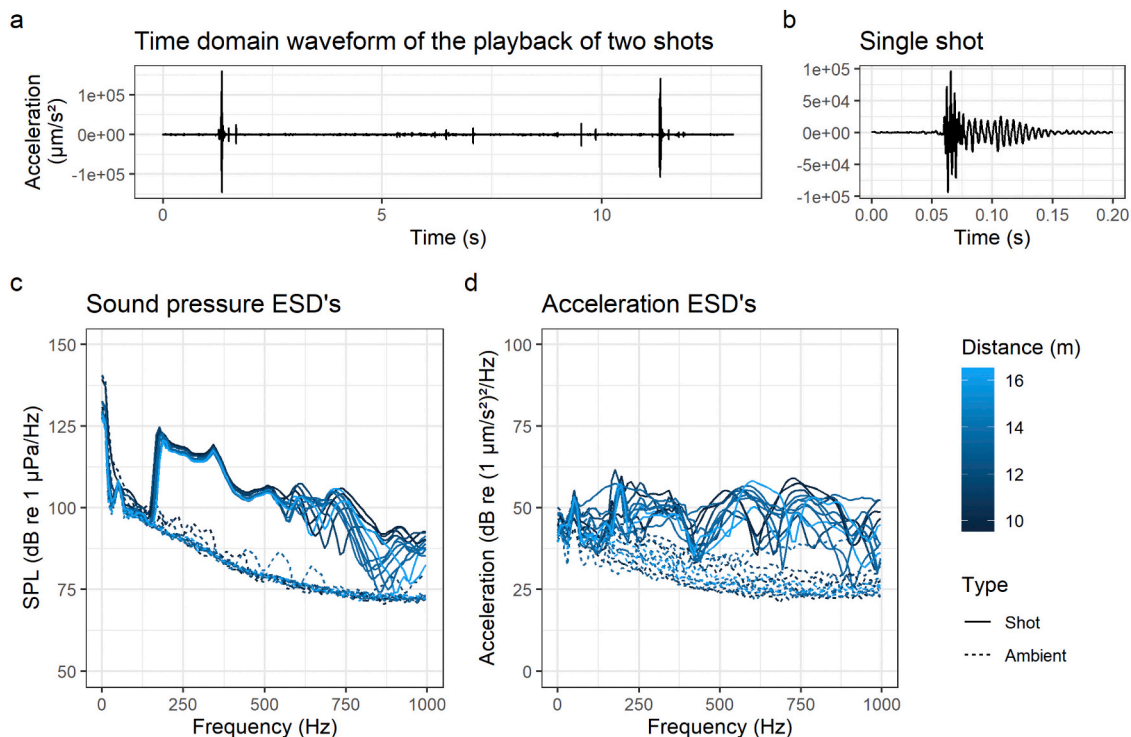 a
Time domain waveform of the playback of two shots
Acceleration
(μm/s²)
1e+05
0e+00
-1e+05
0 5 10
Time (s)
b
Single shot
1e+05
5e+04
0e+00
-5e+04
-1e+05
0.00 0.05 0.10 0.15 0.20
Time (s)
c
Sound pressure ESD's
SPL (dB re 1 μPa/Hz)
150
125
100
75
50
0 250 500 750 1000
Frequency (Hz)
d
Acceleration ESD's
Acceleration (dB re (1 μm/s²)²/Hz)
100
75
50
25
0
0 250 500 750 1000
Frequency (Hz)
Distance (m)
16
14
12
10
Type
Shot
Ambient